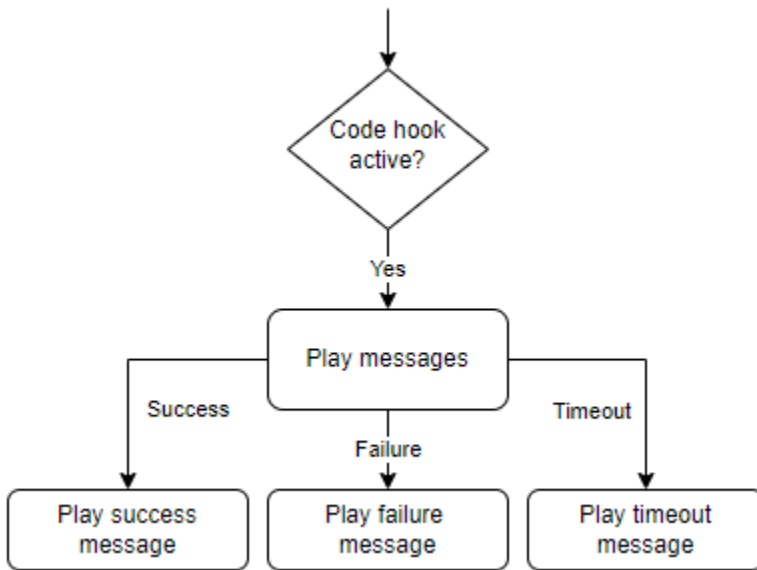 Code hook
active?
Yes
Play messages
Success
Failure
Timeout
Play success
message
Play failure
message
Play timeout
message